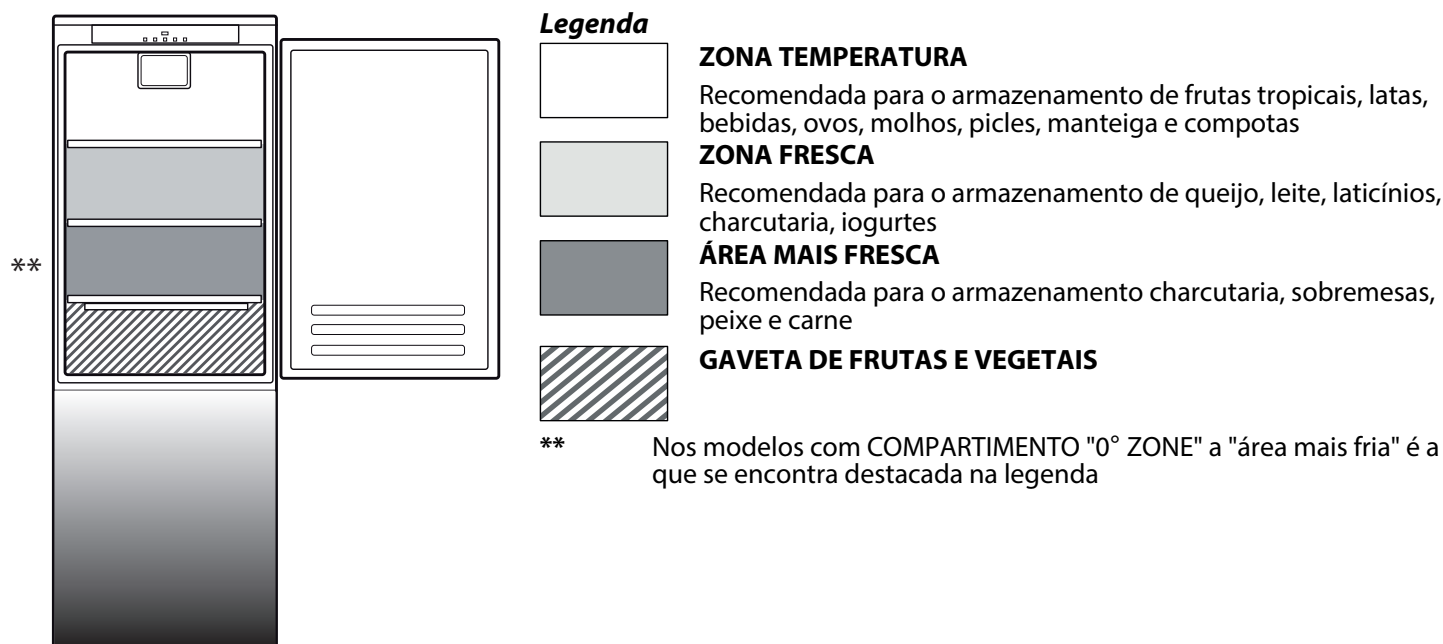 Legenda
ZONA TEMPERATURA
Recomendada para o armazenamento de frutas tropicais, latas,
bebidas, ovos, molhos, picles, manteiga e compotas
ZONA FRESCA
Recomendada para o armazenamento de queijo, leite, laticínios,
charcutaria, iogurtes
ÁREA MAIS FRESCA
Recomendada para o armazenamento charcutaria, sobremesas,
peixe e carne
GAVETA DE FRUTAS E VEGETAIS
**
** Nos modelos com COMPARTIMENTO "0° ZONE" a "área mais fria" é a
que se encontra destacada na legenda